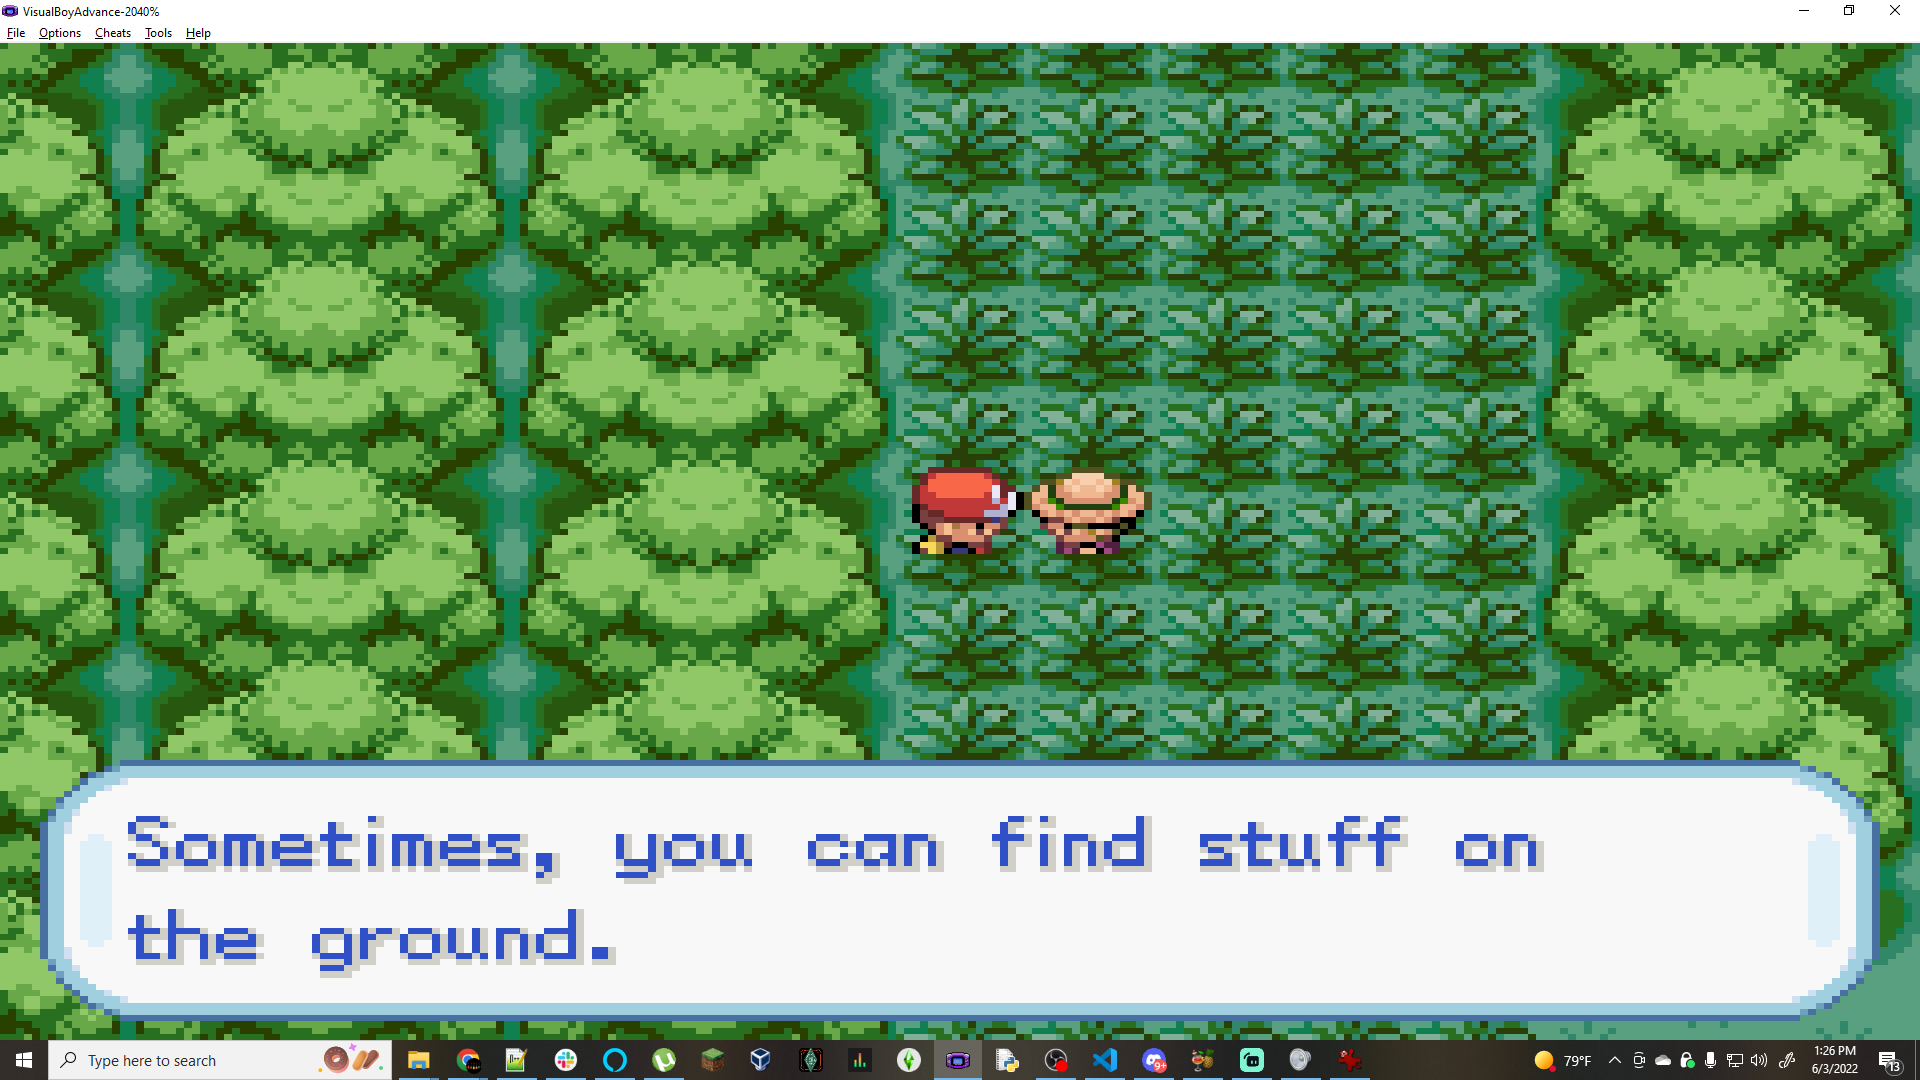 VisualBoyAdvance-2040%
File Options Cheats Tools Help
Sometimes, you can find stuff on
the ground.
Type here to search
9+
79°F
1:26 PM
6/3/2022
13